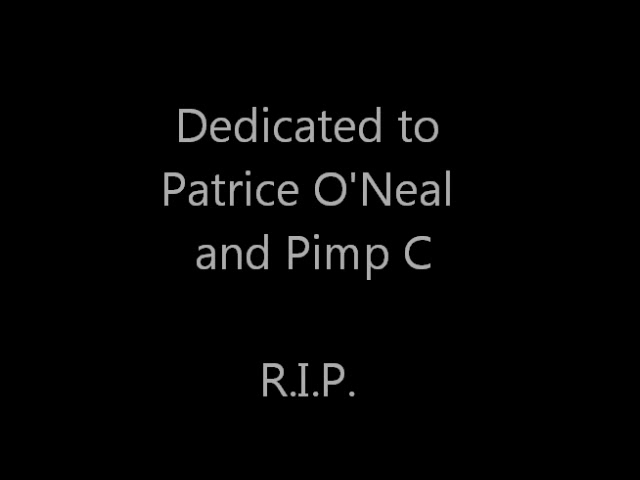 Dedicated to
Patrice O'Neal
and Pimp C
R.I.P.